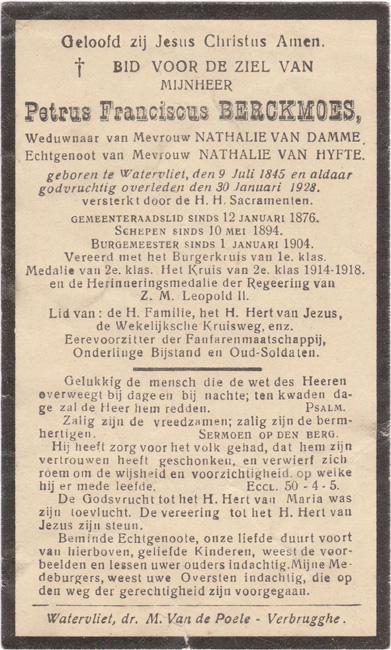 Geloofd zij Jesus Christus Amen.
† BID VOOR DE ZIEL VAN
MIJNHEER
Petrus Franciscus BERCKMOES,
Weduwnaar van Mevrouw NATHALIE VAN DAMME.
Echtgenoot van Mevrouw NATHALIE VAN HYFTE.
geboren te Watervliet, den 9 Juli 1845 en aldaar
godvruchtig overleden den 30 Januari 1928.
versterkt door de H. H. Sacramenten.
GEMEENTERAADSLID SINDS 12 JANUARI 1876.
SCHEPEN SINDS 10 MEI 1894.
BURGEMEESTER SINDS 1 JANUARI 1904.
Vereerd met het Burgerkruis van 1e. klas.
Medalie van 2e. klas. Het Kruis van 2e. klas 1914-1918.
en de Herinneringsmedalie der Regeering van
Z. M. Leopold II.
Lid van: de H. Familie, het H. Hert van Jezus,
de Wekelijksche Kruisweg, enz.
Eerevoorzitter der Fanfarenmaatschappij,
Onderlinge Bijstand en Oud-Soldaten.
Gelukkig de mensch die de wet des Heeren
overweegt bij dag en bij nachte; ten kwaden
dage zal de Heer hem redden. PSALM.
Zalig zijn de vreedzamen; zalig zijn de berm-
hertigen. SERMOEN OP DEN BERG.
Hij heeft zorg voor het volk gehad, dat hem zijn
vertrouwen heeft geschonken, en verwierf zich
roem om de wijsheid en voorzichtigheid, op welke
hij er mede leefde. ECCL. 50-4-5.
De Godsvrucht tot het H. Hert van Maria was
zijn toevlucht. De vereering tot het H. Hert van
Jezus zijn steun.
Beminde Echtgenoote, onze liefde duurt voort
van hierboven, geliefde Kinderen, weest de voor-
beelden en lessen uwer ouders indachtig. Mijne Me-
deburgers, weest uwe Oversten indachtig, die op
den weg der gerechtigheid zijn voorgegaan.
Watervliet, dr. M. Van de Poele - Verbrugghe.